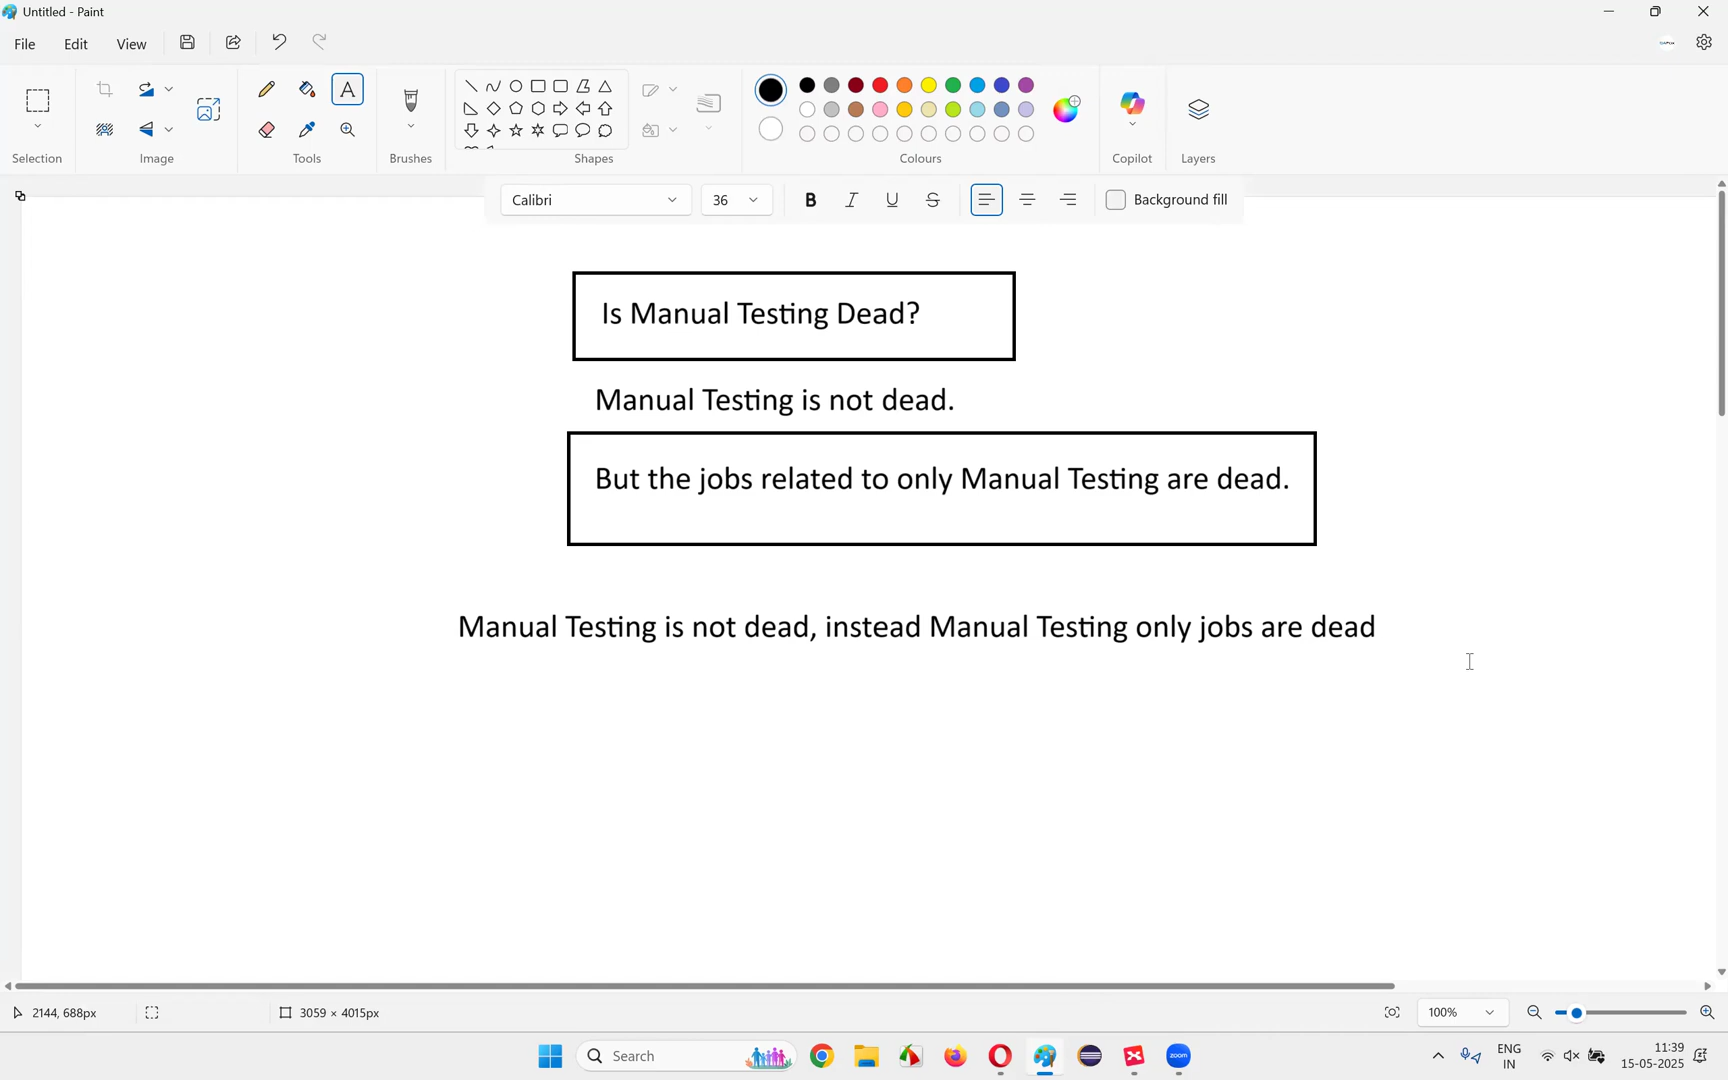 Untitled - Paint
File Edit View
Selection Image Tools Brushes Shapes Colours Copilot Layers
Calibri 36 B I U S Background fill
Is Manual Testing Dead?
Manual Testing is not dead.
But the jobs related to only Manual Testing are dead.
Manual Testing is not dead, instead Manual Testing only jobs are dead
2144, 688px 3059 × 4015px 100%
Search zoom ENG 11:39
IN 15-05-2025